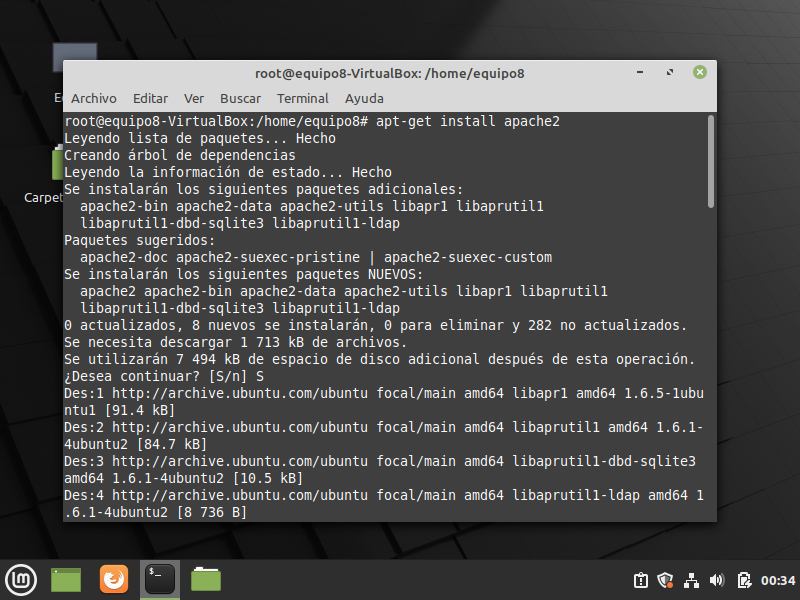 root@equipo8-VirtualBox: /home/equipo8
Archivo Editar Ver Buscar Terminal Ayuda
root@equipo8-VirtualBox:/home/equipo8# apt-get install apache2
Leyendo lista de paquetes... Hecho
Creando árbol de dependencias
Leyendo la información de estado... Hecho
Se instalarán los siguientes paquetes adicionales:
apache2-bin apache2-data apache2-utils libapr1 libaprutil1
libaprutil1-dbd-sqlite3 libaprutil1-ldap
Paquetes sugeridos:
apache2-doc apache2-suexec-pristine | apache2-suexec-custom
Se instalarán los siguientes paquetes NUEVOS:
apache2 apache2-bin apache2-data apache2-utils libapr1 libaprutil1
libaprutil1-dbd-sqlite3 libaprutil1-ldap
0 actualizados, 8 nuevos se instalarán, 0 para eliminar y 282 no actualizados.
Se necesita descargar 1 713 kB de archivos.
Se utilizarán 7 494 kB de espacio de disco adicional después de esta operación.
¿Desea continuar? [S/n] S
Des:1 http://archive.ubuntu.com/ubuntu focal/main amd64 libapr1 amd64 1.6.5-1ubu
ntu1 [91.4 kB]
Des:2 http://archive.ubuntu.com/ubuntu focal/main amd64 libaprutil1 amd64 1.6.1-
4ubuntu2 [84.7 kB]
Des:3 http://archive.ubuntu.com/ubuntu focal/main amd64 libaprutil1-dbd-sqlite3
amd64 1.6.1-4ubuntu2 [10.5 kB]
Des:4 http://archive.ubuntu.com/ubuntu focal/main amd64 libaprutil1-ldap amd64 1
.6.1-4ubuntu2 [8 736 B]
Carpet
$_
00:34